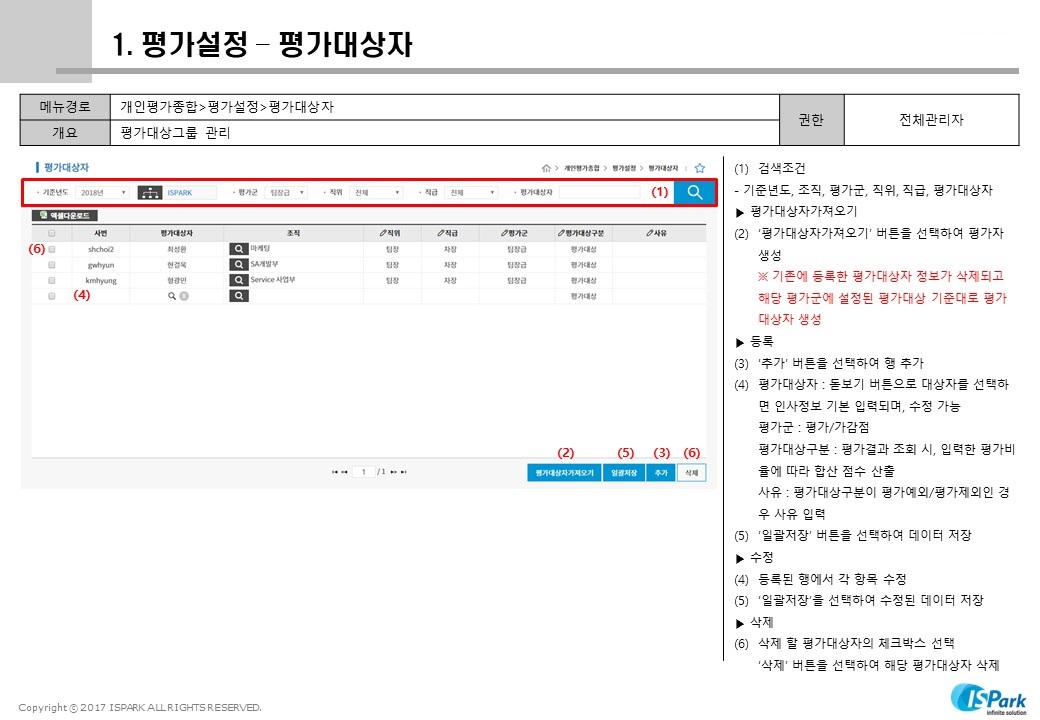 1. 평가설정 – 평가대상자
메뉴경로 개인평가종합>평가설정>평가대상자
개요 평가대상그룹 관리
권한 전체관리자
평가대상자
개인평가종합 > 평가설정 > 평가대상자
기준년도 2018년 ISPARK 평가군 팀장급 직위 전체 직급 전체 평가대상자 (1)
엑셀다운로드
사번 평가대상자 조직 직위 직급 평가군 평가대상구분 사유
(6) shchoi2 최성환 마케팅 팀장 차장 팀장급 평가대상
gwhyun 현걸욱 SA개발부 팀장 차장 팀장급 평가대상
kmhyung 형광민 Service 사업부 팀장 차장 팀장급 평가대상
(4) 평가대상
(2) (5) (3) (6)
1 / 1
평가대상자가져오기 일괄저장 추가 삭제
(1) 검색조건
- 기준년도, 조직, 평가군, 직위, 직급, 평가대상자
▶ 평가대상자가져오기
(2) ‘평가대상자가져오기’ 버튼을 선택하여 평가자
생성
※ 기존에 등록한 평가대상자 정보가 삭제되고
해당 평가군에 설정된 평가대상 기준대로 평가
대상자 생성
▶ 등록
(3) ‘추가’ 버튼을 선택하여 행 추가
(4) 평가대상자 : 돋보기 버튼으로 대상자를 선택하
면 인사정보 기본 입력되며, 수정 가능
평가군 : 평가/가감점
평가대상구분 : 평가결과 조회 시, 입력한 평가비
율에 따라 합산 점수 산출
사유 : 평가대상구분이 평가예외/평가제외인 경
우 사유 입력
(5) ‘일괄저장’ 버튼을 선택하여 데이터 저장
▶ 수정
(4) 등록된 행에서 각 항목 수정
(5) ‘일괄저장’을 선택하여 수정된 데이터 저장
▶ 삭제
(6) 삭제 할 평가대상자의 체크박스 선택
‘삭제’ 버튼을 선택하여 해당 평가대상자 삭제
Copyright ⓒ 2017 ISPARK ALL RIGHTS RESERVED.
ISPark
infinite solution